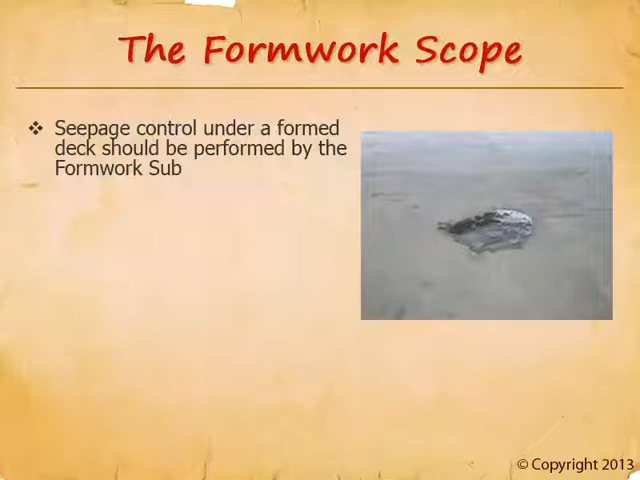 The Formwork Scope
Seepage control under a formed
deck should be performed by the
Formwork Sub
© Copyright 2013